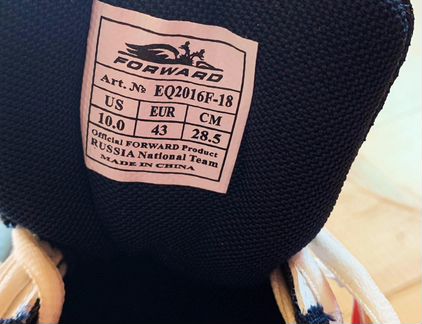 FORWARD
Art. № EQ2016F-18
US EUR CM
10.0 43 28.5
Official FORWARD Product
RUSSIA National Team
MADE IN CHINA